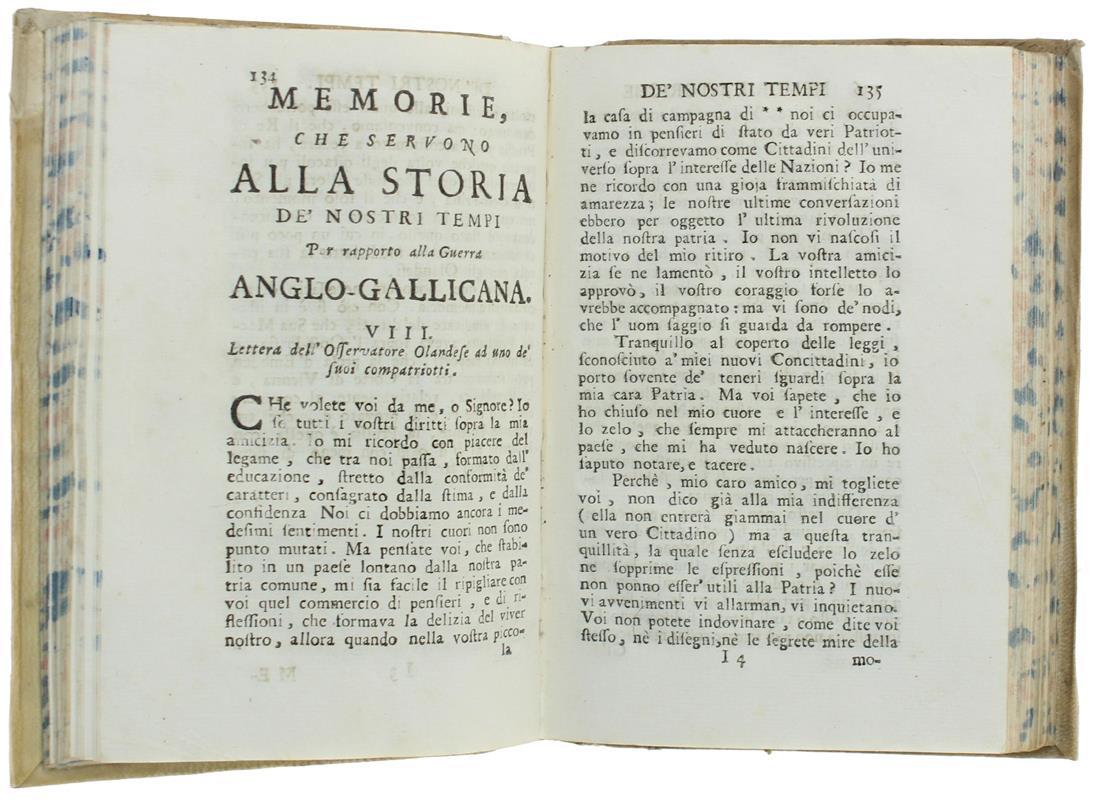 134
MEMORIE,
CHE SERVONO
ALLA STORIA
DE' NOSTRI TEMPI
Per rapporto alla Guerra
ANGLO-GALLICANA.
VIII.
Lettera dell' Oſſervatore Olandeſe ad uno de'
ſuoi compatriotti.
CHe volete voi da me, o Signore? Io
ſe tutti i voſtri diritti ſopra la mia
amicizia. Io mi ricordo con piacere del
legame, che tra noi paſſa, formato dall'
educazione, ſtretto dalla conformità de'
caratteri, conſagrato dalla ſtima, e dalla
confidenza Noi ci dobbiamo ancora i me-
deſimi ſentimenti. I noſtri cuori non ſono
punto mutati. Ma penſate voi, che ſtabi-
lito in un paeſe lontano dalla noſtra pa-
tria comune, mi ſia facile il ripigliare con
voi quel commercio di penſieri, e di ri-
fleſſioni, che formava la delizia del viver
noſtro, allora quando nella voſtra picco-
la
DE' NOSTRI TEMPI 135
la caſa di campagna di ** noi ci occupa-
vamo in penſieri di ſtato da veri Patriot-
ti, e diſcorrevamo come Cittadini dell' uni-
verſo ſopra l'intereſſe delle Nazioni? Io me
ne ricordo con una gioja frammiſchiata di
amarezza; le noſtre ultime converſazioni
ebbero per oggetto l' ultima rivoluzione
della noſtra patria. Io non vi naſcoſi il
motivo del mio ritiro. La voſtra amici-
zia ſe ne lamentò, il voſtro intelletto lo
approvò, il voſtro coraggio forſe lo a-
vrebbe accompagnato: ma vi ſono de' nodi,
che l' uom ſaggio ſi guarda da rompere.
Tranquillo al coperto delle leggi,
ſconoſciuto a' miei nuovi Concittadini, io
porto ſovente de' teneri ſguardi ſopra la
mia cara Patria. Ma voi ſapete, che io
ho chiuſo nel mio cuore e l' intereſſe, e
lo zelo, che ſempre mi attaccheranno al
paeſe, che mi ha veduto naſcere. Io ho
ſaputo notare, e tacere.
Perchè, mio caro amico, mi togliete
voi, non dico già alla mia indifferenza
( ella non entrerà giammai nel cuore d'
un vero Cittadino ) ma a queſta tran-
quillità, la quale ſenza eſcludere lo zelo
ne ſopprime le eſpreſſioni, poichè eſſe
non ponno eſſer' utili alla Patria? I nuo-
vi avvenimenti vi allarman, vi inquietano.
Voi non potete indovinare, come dite voi
ſteſſo, nè i diſegni, nè le ſegrete mire della
I 4 mo-